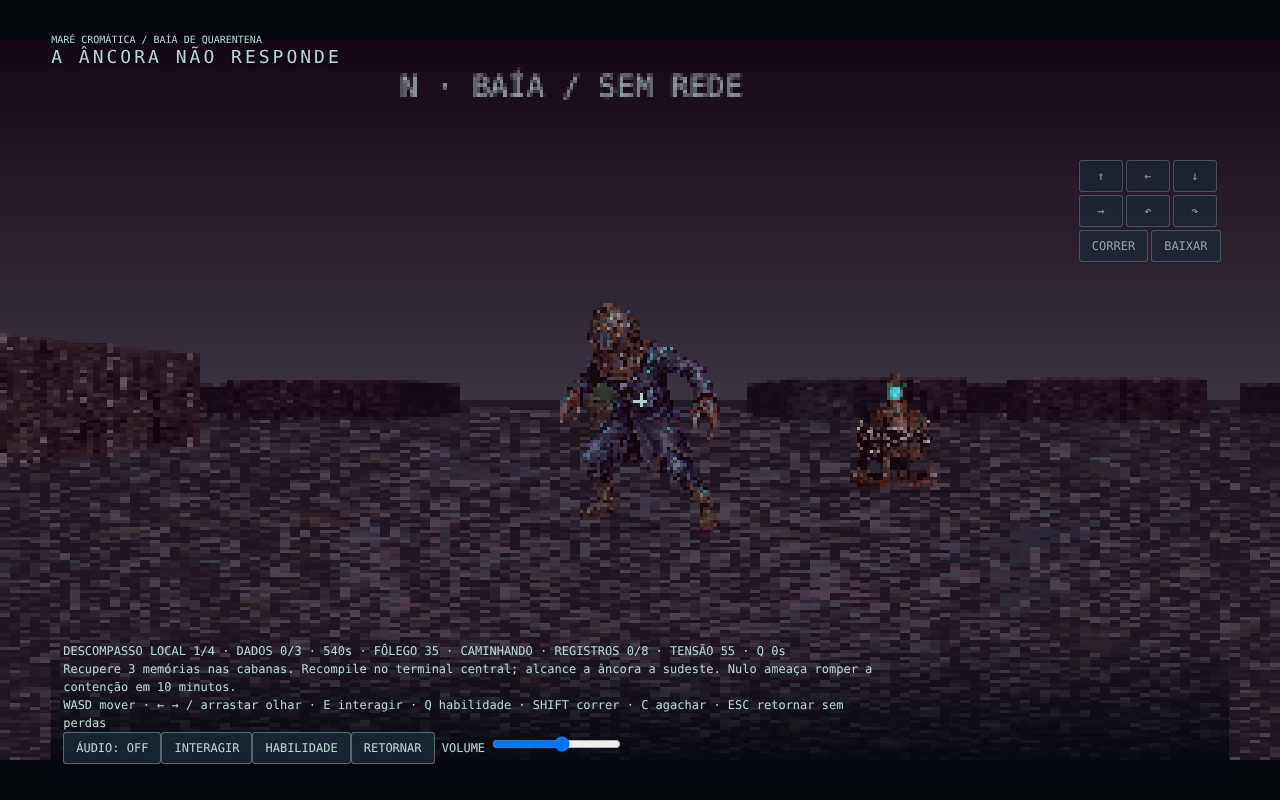 MARÉ CROMÁTICA / BAÍA DE QUARENTENA
A ÂNCORA NÃO RESPONDE
N · BAÍA / SEM REDE
↑ ← ↓
→ ↶ ↷
CORRER BAIXAR
DESCOMPASSO LOCAL 1/4 · DADOS 0/3 · 540s · FÔLEGO 35 · CAMINHANDO · REGISTROS 0/8 · TENSÃO 55 · Q 0s
Recupere 3 memórias nas cabanas. Recompile no terminal central; alcance a âncora a sudeste. Nulo ameaça romper a
contenção em 10 minutos.
WASD mover · ← → / arrastar olhar · E interagir · Q habilidade · SHIFT correr · C agachar · ESC retornar sem
perdas
ÁUDIO: OFF INTERAGIR HABILIDADE RETORNAR VOLUME